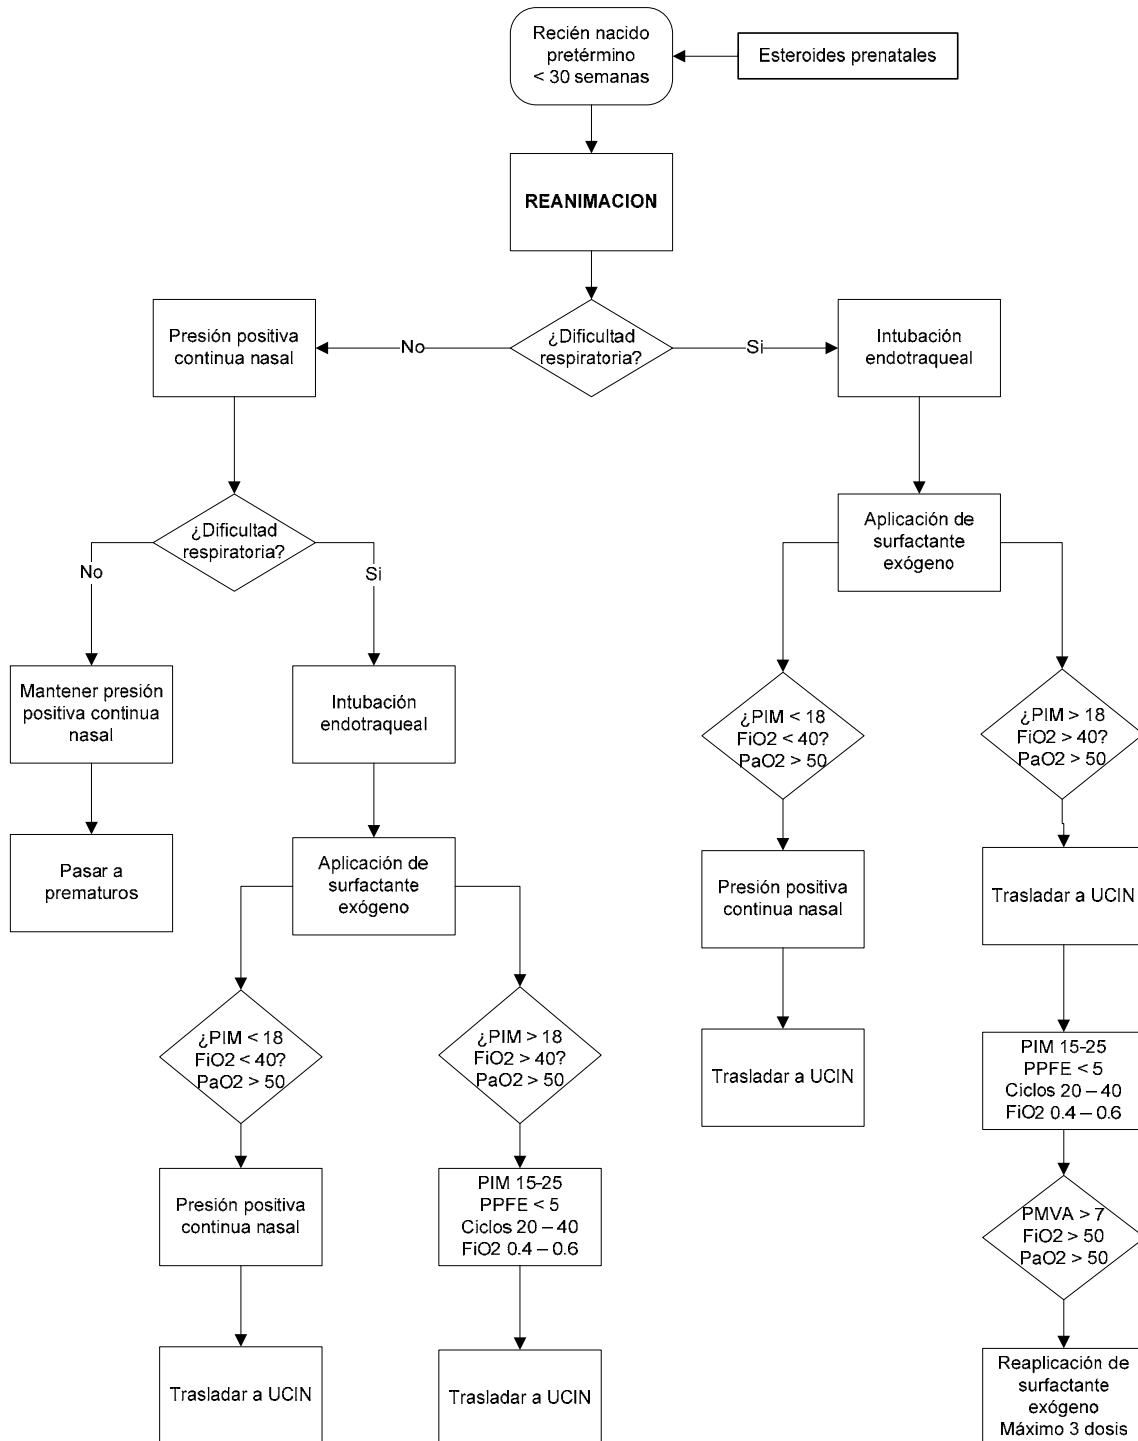 Recién nacido
pretérmino
< 30 semanas
Esteroides prenatales
REANIMACION
Presión positiva
continua nasal
No
¿Dificultad
respiratoria?
Si
Intubación
endotraqueal
¿Dificultad
respiratoria?
Aplicación de
surfactante
exógeno
No
Si
Mantener presión
positiva continua
nasal
Intubación
endotraqueal
¿PIM < 18
FiO2 < 40?
PaO2 > 50
¿PIM > 18
FiO2 > 40?
PaO2 > 50
Pasar a
prematuros
Aplicación de
surfactante
exógeno
Presión positiva
continua nasal
Trasladar a UCIN
¿PIM < 18
FiO2 < 40?
PaO2 > 50
¿PIM > 18
FiO2 > 40?
PaO2 > 50
Trasladar a UCIN
PIM 15-25
PPFE < 5
Ciclos 20 – 40
FiO2 0.4 – 0.6
Presión positiva
continua nasal
PIM 15-25
PPFE < 5
Ciclos 20 – 40
FiO2 0.4 – 0.6
PMVA > 7
FiO2 > 50
PaO2 > 50
Trasladar a UCIN
Trasladar a UCIN
Reaplicación de
surfactante
exógeno
Máximo 3 dosis